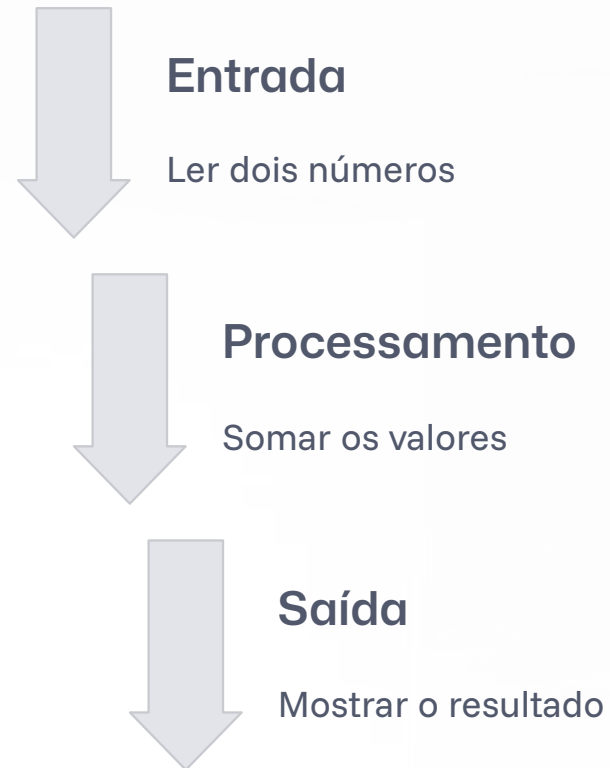 Entrada
Ler dois números
Processamento
Somar os valores
Saída
Mostrar o resultado